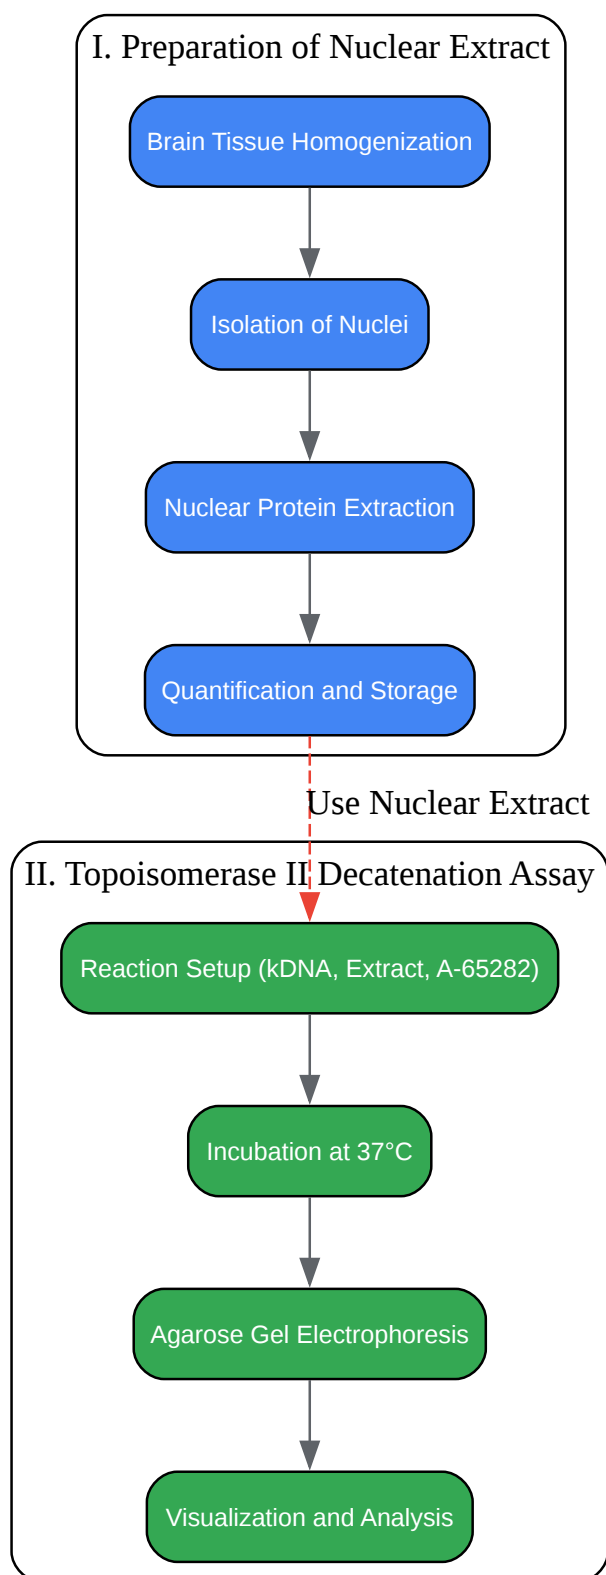 I. Preparation of Nuclear Extract
Brain Tissue Homogenization
Isolation of Nuclei
Nuclear Protein Extraction
Quantification and Storage
Use Nuclear Extract
II. Topoisomerase II Decatenation Assay
Reaction Setup (kDNA, Extract, A-65282)
Incubation at 37°C
Agarose Gel Electrophoresis
Visualization and Analysis